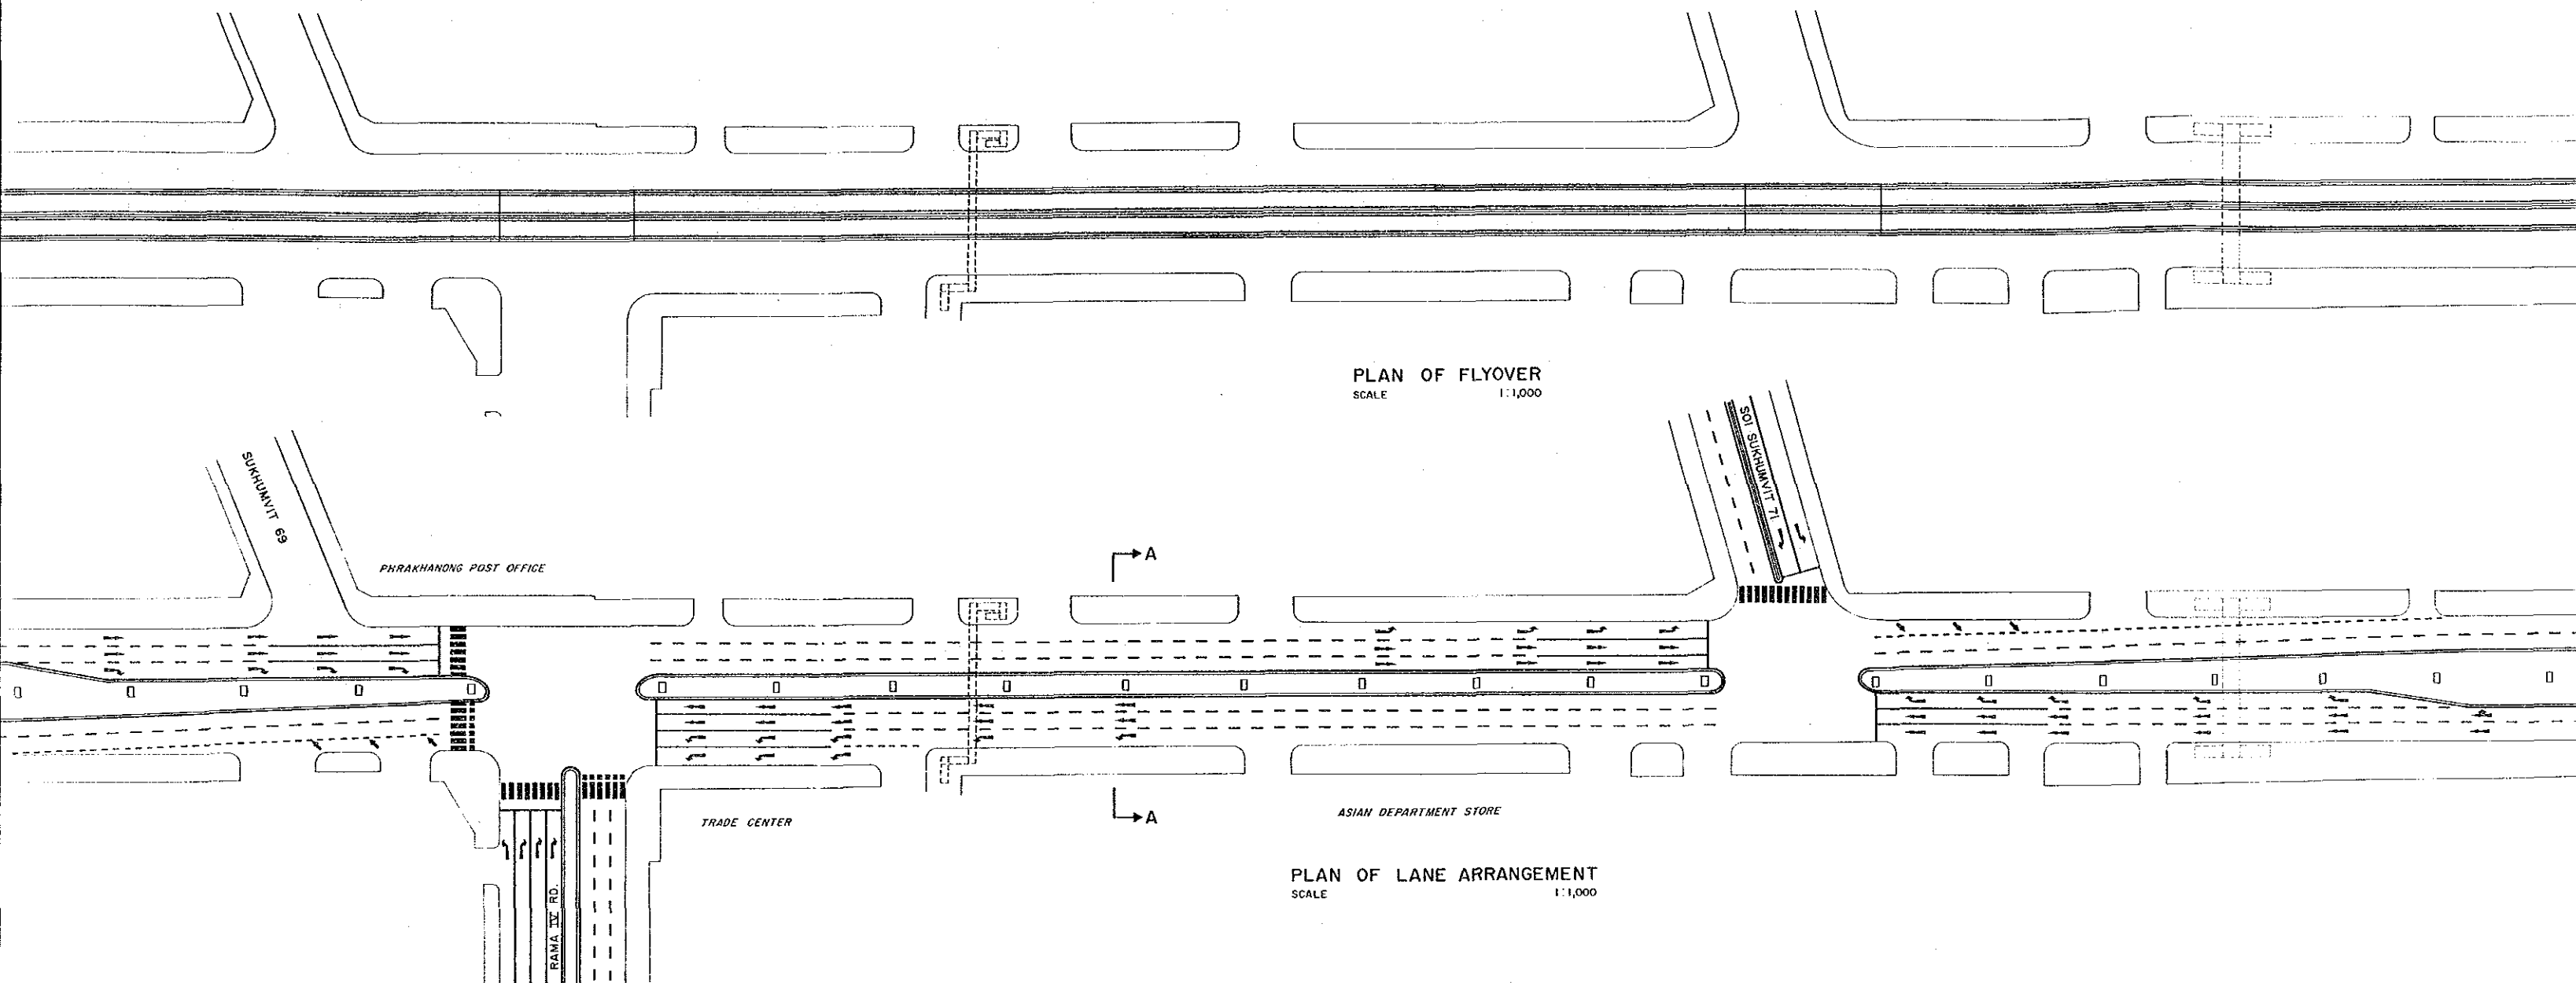 PLAN OF FLYOVER
SCALE 1:1,000
SUKHUMVIT 69
SOI SUKHUMVIT 71
PHRAKHANONG POST OFFICE
A
A
TRADE CENTER
ASIAN DEPARTMENT STORE
RAMA IV RD.
PLAN OF LANE ARRANGEMENT
SCALE 1:1,000